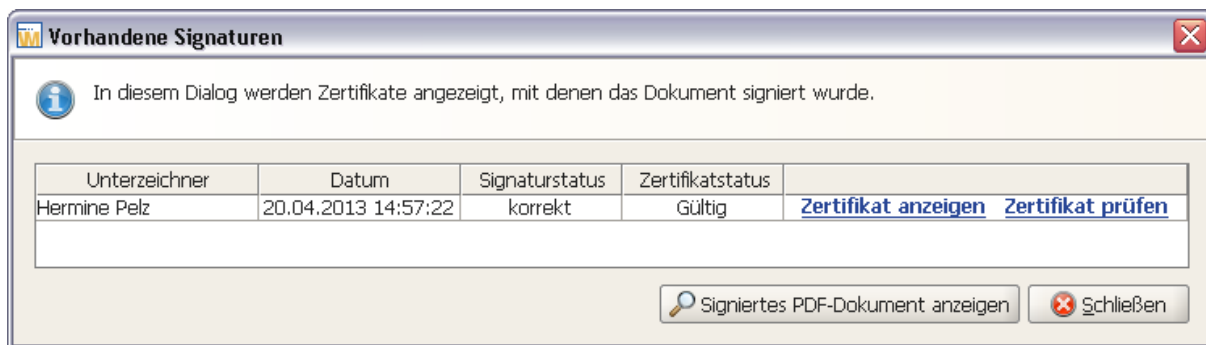 Vorhandene Signaturen
In diesem Dialog werden Zertifikate angezeigt, mit denen das Dokument signiert wurde.
Unterzeichner Datum Signaturstatus Zertifikatstatus
Hermine Pelz 20.04.2013 14:57:22 korrekt Gültig Zertifikat anzeigen Zertifikat prüfen
Signiertes PDF-Dokument anzeigen Schließen